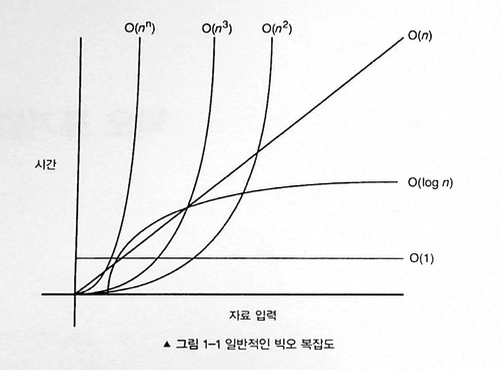 O(nⁿ) O(n³) O(n²)
O(n)
시간
O(log n)
O(1)
자료 입력
▲ 그림 1-1 일반적인 빅오 복잡도